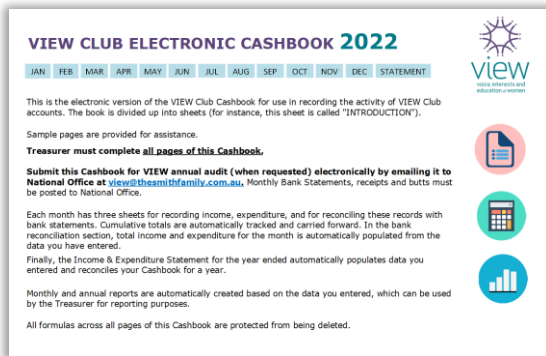 VIEW CLUB ELECTRONIC CASHBOOK 2022
JAN FEB MAR APR MAY JUN JUL AUG SEP OCT NOV DEC STATEMENT
view
voice interests and
education of women
This is the electronic version of the VIEW Club Cashbook for use in recording the activity of VIEW Club
accounts. The book is divided up into sheets (for instance, this sheet is called "INTRODUCTION").
Sample pages are provided for assistance.
Treasurer must complete all pages of this Cashbook.
Submit this Cashbook for VIEW annual audit (when requested) electronically by emailing it to
National Office at view@thesmithfamily.com.au. Monthly Bank Statements, receipts and butts must
be posted to National Office.
Each month has three sheets for recording income, expenditure, and for reconciling these records with
bank statements. Cumulative totals are automatically tracked and carried forward. In the bank
reconciliation section, total income and expenditure for the month is automatically populated from the
data you have entered.
Finally, the Income & Expenditure Statement for the year ended automatically populates data you
entered and reconciles your Cashbook for a year.
Monthly and annual reports are automatically created based on the data you entered, which can be used
by the Treasurer for reporting purposes.
All formulas across all pages of this Cashbook are protected from being deleted.